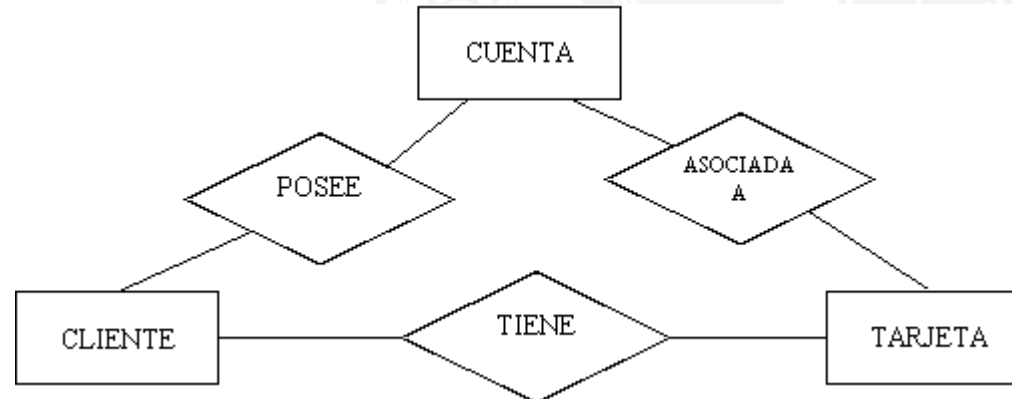 CUENTA
POSEE
ASOCIADA
A
CLIENTE
TIENE
TARJETA